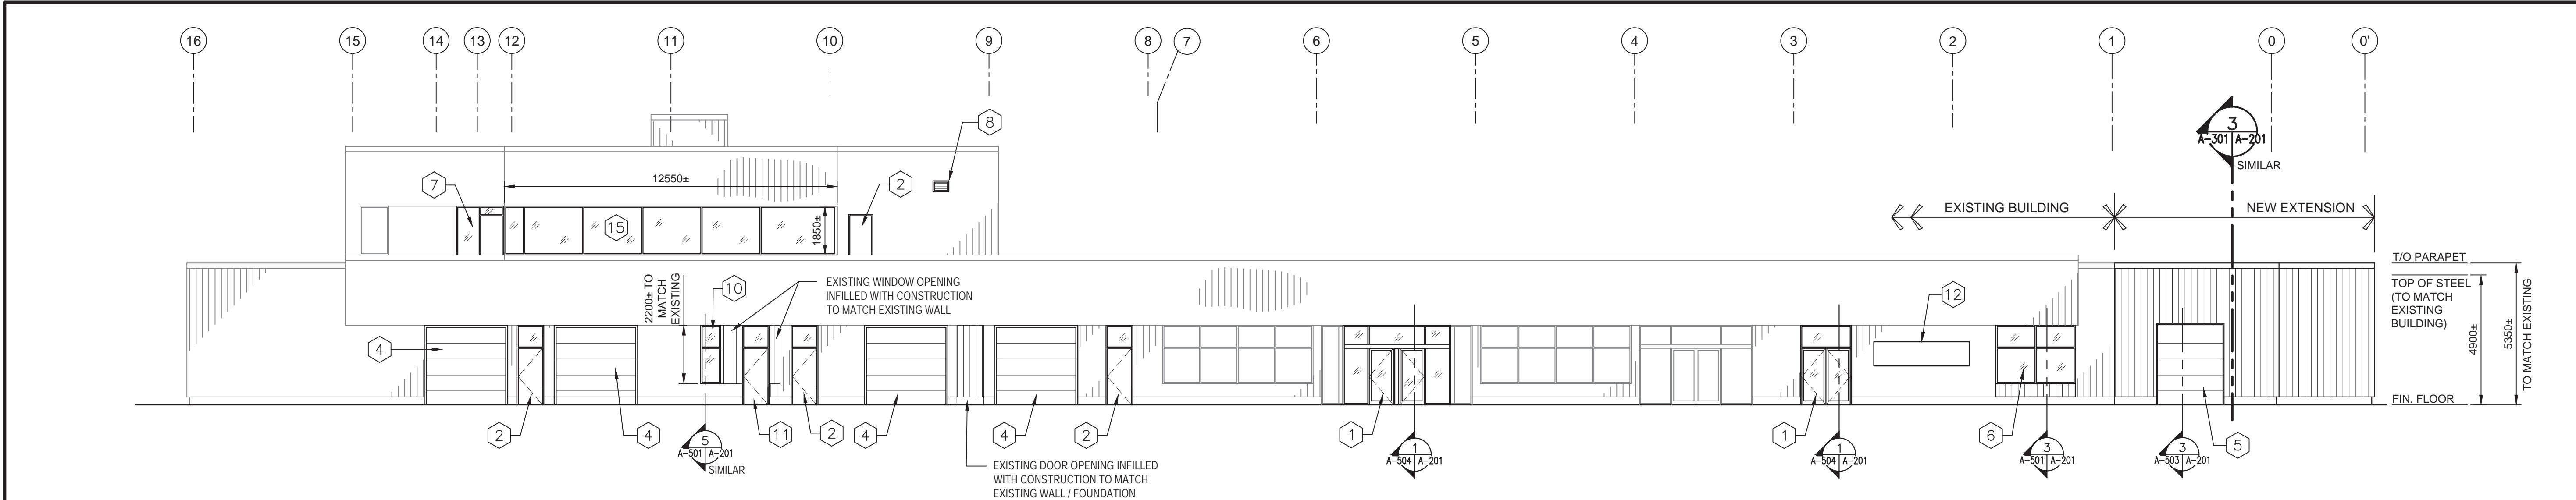 16
15
14
13
12
11
10
9
8
7
6
5
4
3
2
1
0
0'
8
3
A-301 A-201
SIMILAR
7
12550±
2
15
1850±
EXISTING BUILDING
NEW EXTENSION
T/O PARAPET
TOP OF STEEL
(TO MATCH
EXISTING
BUILDING)
4900±
5350±
TO MATCH EXISTING
FIN. FLOOR
2200± TO
MATCH
EXISTING
10
EXISTING WINDOW OPENING
INFILLED WITH CONSTRUCTION
TO MATCH EXISTING WALL
12
4
2
4
5
A-501 A-201
SIMILAR
11
2
4
4
2
EXISTING DOOR OPENING INFILLED
WITH CONSTRUCTION TO MATCH
EXISTING WALL / FOUNDATION
1
1
A-504 A-201
1
1
A-504 A-201
6
3
A-501 A-201
3
A-503 A-201
5